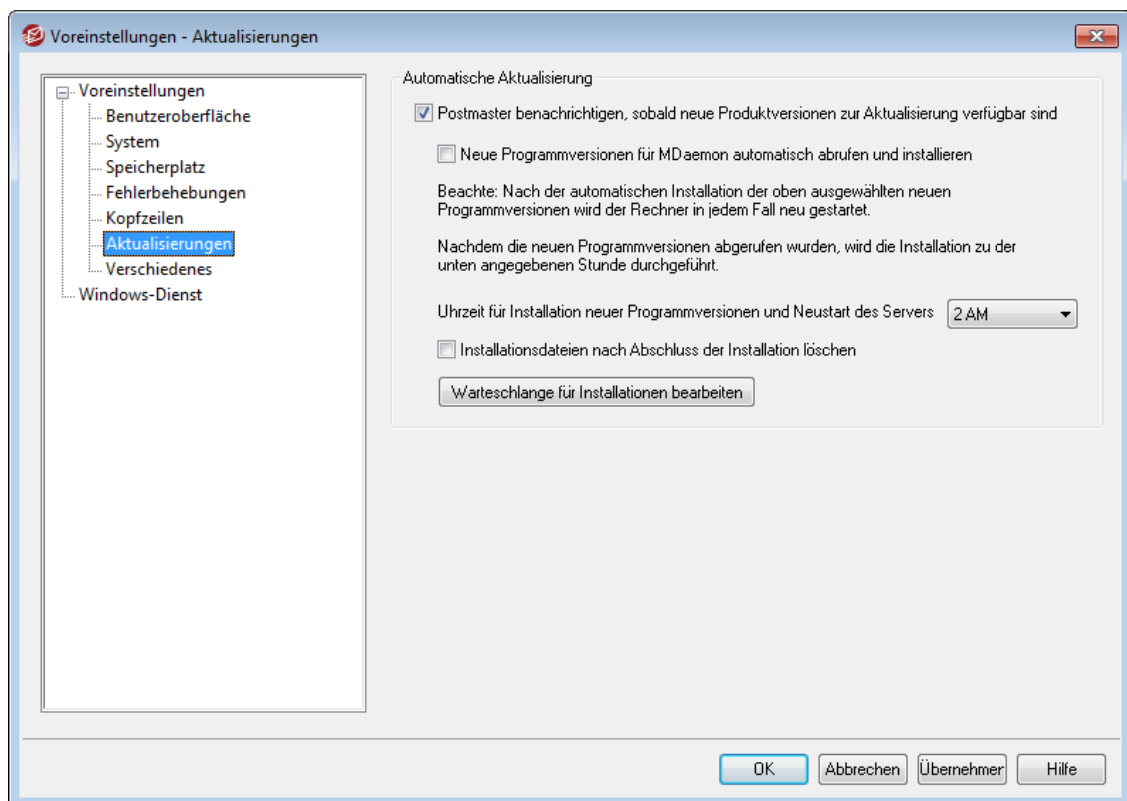 Voreinstellungen - Aktualisierungen
Voreinstellungen
Benutzeroberfläche
System
Speicherplatz
Fehlerbehebungen
Kopfzeilen
Aktualisierungen
Verschiedenes
Windows-Dienst
Automatische Aktualisierung
Postmaster benachrichtigen, sobald neue Produktversionen zur Aktualisierung verfügbar sind
Neue Programmversionen für MDaemon automatisch abrufen und installieren
Beachte: Nach der automatischen Installation der oben ausgewählten neuen
Programmversionen wird der Rechner in jedem Fall neu gestartet.
Nachdem die neuen Programmversionen abgerufen wurden, wird die Installation zu der
unten angegebenen Stunde durchgeführt.
Uhrzeit für Installation neuer Programmversionen und Neustart des Servers 2 AM
Installationsdateien nach Abschluss der Installation löschen
Warteschlange für Installationen bearbeiten
OK Abbrechen Übernehmer Hilfe